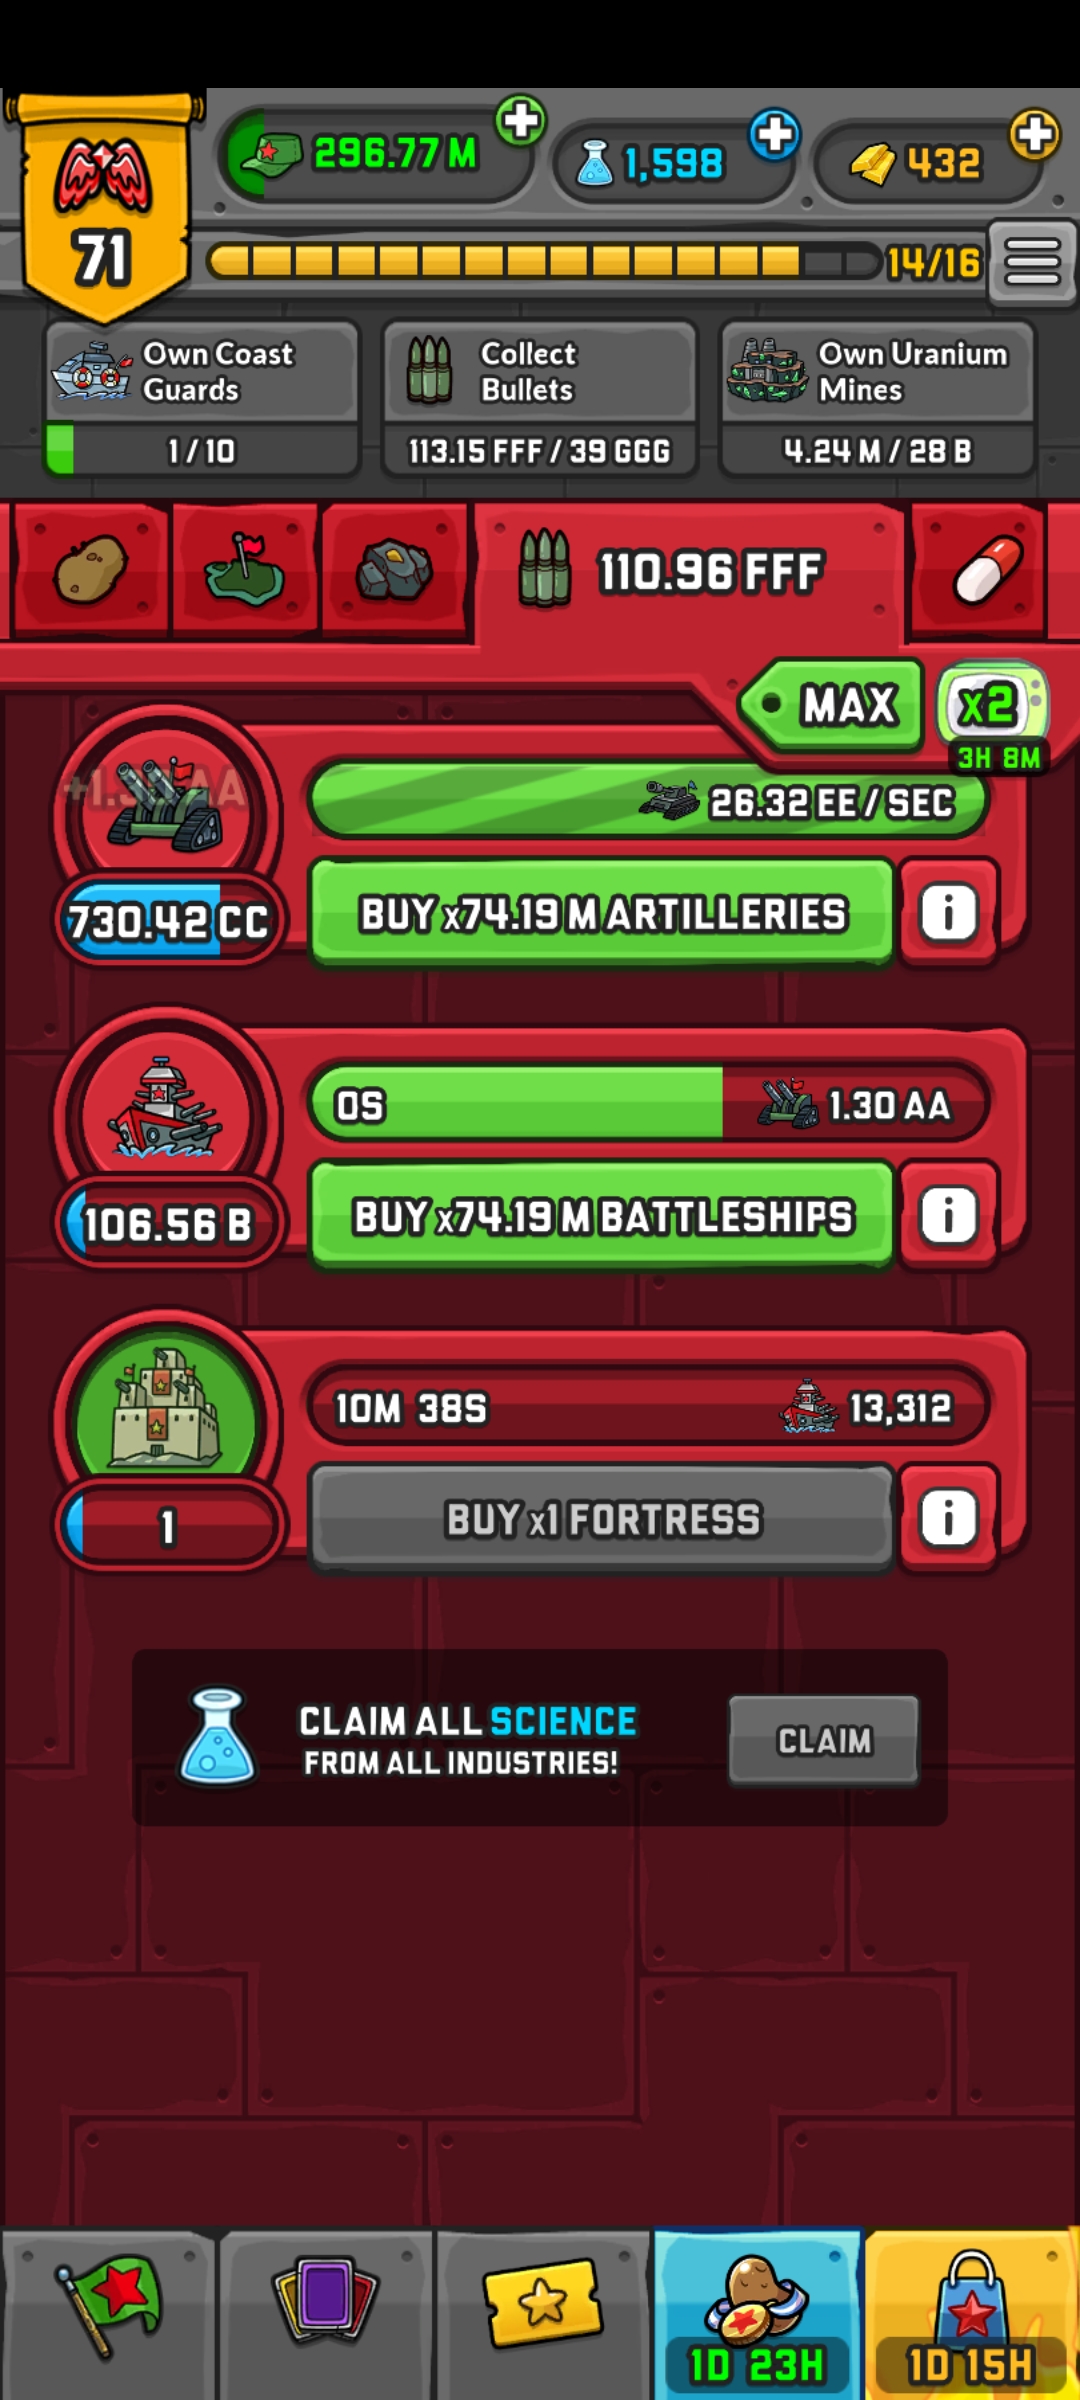 296.77 M
1,598
432
71
14/16
Own Coast
Guards
1 / 10
Collect
Bullets
113.15 FFF / 39 GGG
Own Uranium
Mines
4.24 M / 28 B
110.96 FFF
MAX
x2
3H 8M
26.32 EE / SEC
730.42 CC
BUY x74.19 M ARTILLERIES
i
0S
1.30 AA
106.56 B
BUY x74.19 M BATTLESHIPS
i
10M 38S
13,312
1
BUY x1 FORTRESS
i
CLAIM ALL SCIENCE
FROM ALL INDUSTRIES!
CLAIM
1D 23H
1D 15H